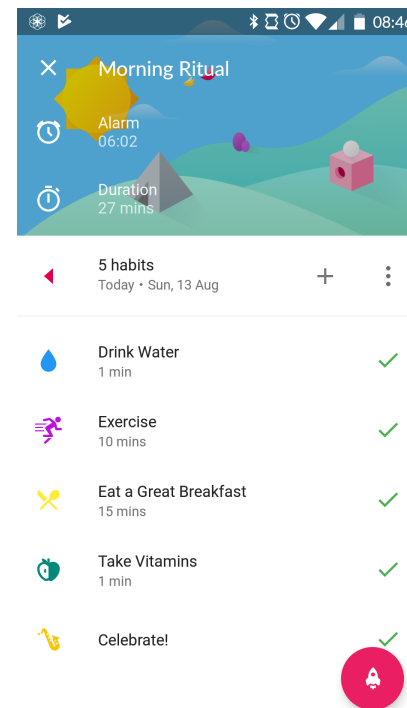 08:46
Morning Ritual
Alarm
06:02
Duration
27 mins
5 habits
Today • Sun, 13 Aug
Drink Water
1 min
Exercise
10 mins
Eat a Great Breakfast
15 mins
Take Vitamins
1 min
Celebrate!